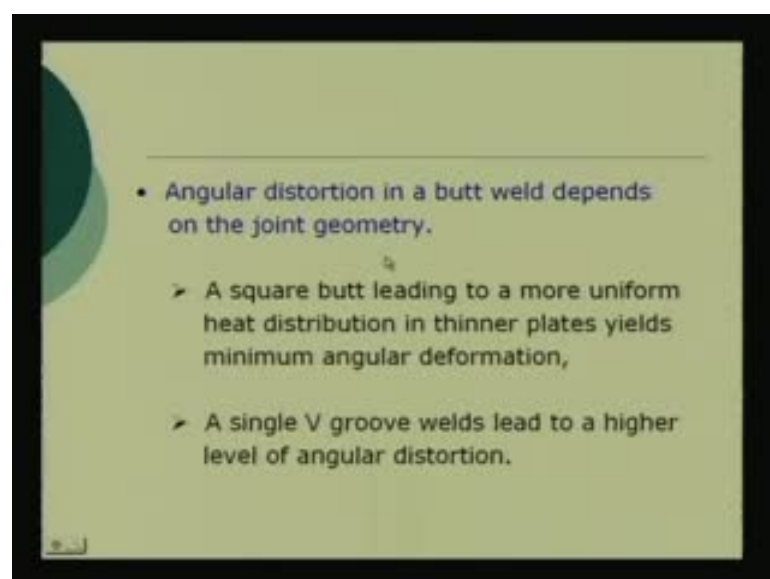 • Angular distortion in a butt weld depends
on the joint geometry.
➢ A square butt leading to a more uniform
heat distribution in thinner plates yields
minimum angular deformation,
➢ A single V groove welds lead to a higher
level of angular distortion.